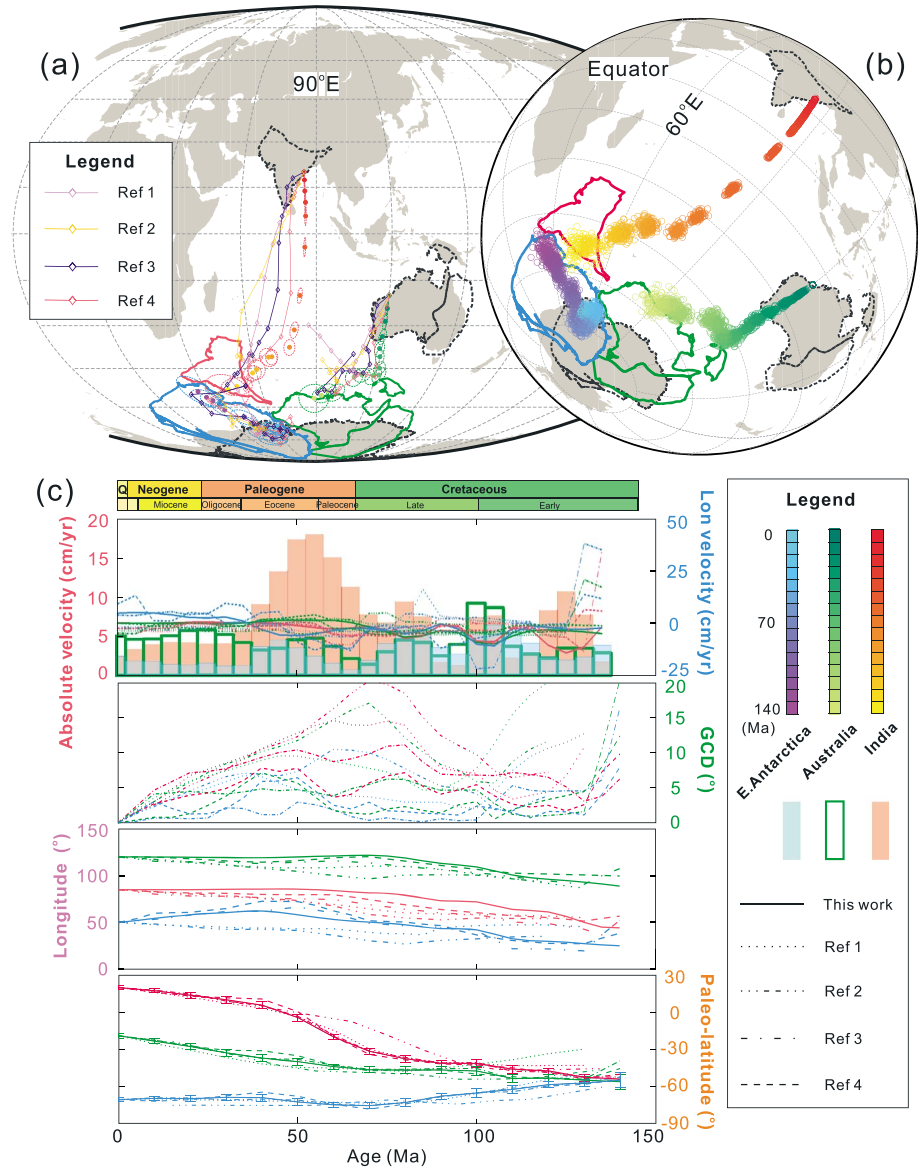 (a)
90°E
Legend
Ref 1
Ref 2
Ref 3
Ref 4
(b)
Equator
60°E
(c)
Q Neogene Paleogene Cretaceous
Miocene Oligocene Eocene Paleocene Late Early
Absolute velocity (cm/yr)
20
15
10
5
0
Lon velocity (cm/yr)
50
25
0
-25
GCD (°)
20
15
10
5
0
Longitude (°)
150
100
50
0
Paleo-latitude (°)
30
0
-30
-60
-90
0 50 100 150
Age (Ma)
Legend
0
70
140
(Ma)
E.Antarctica
Australia
India
This work
Ref 1
Ref 2
Ref 3
Ref 4